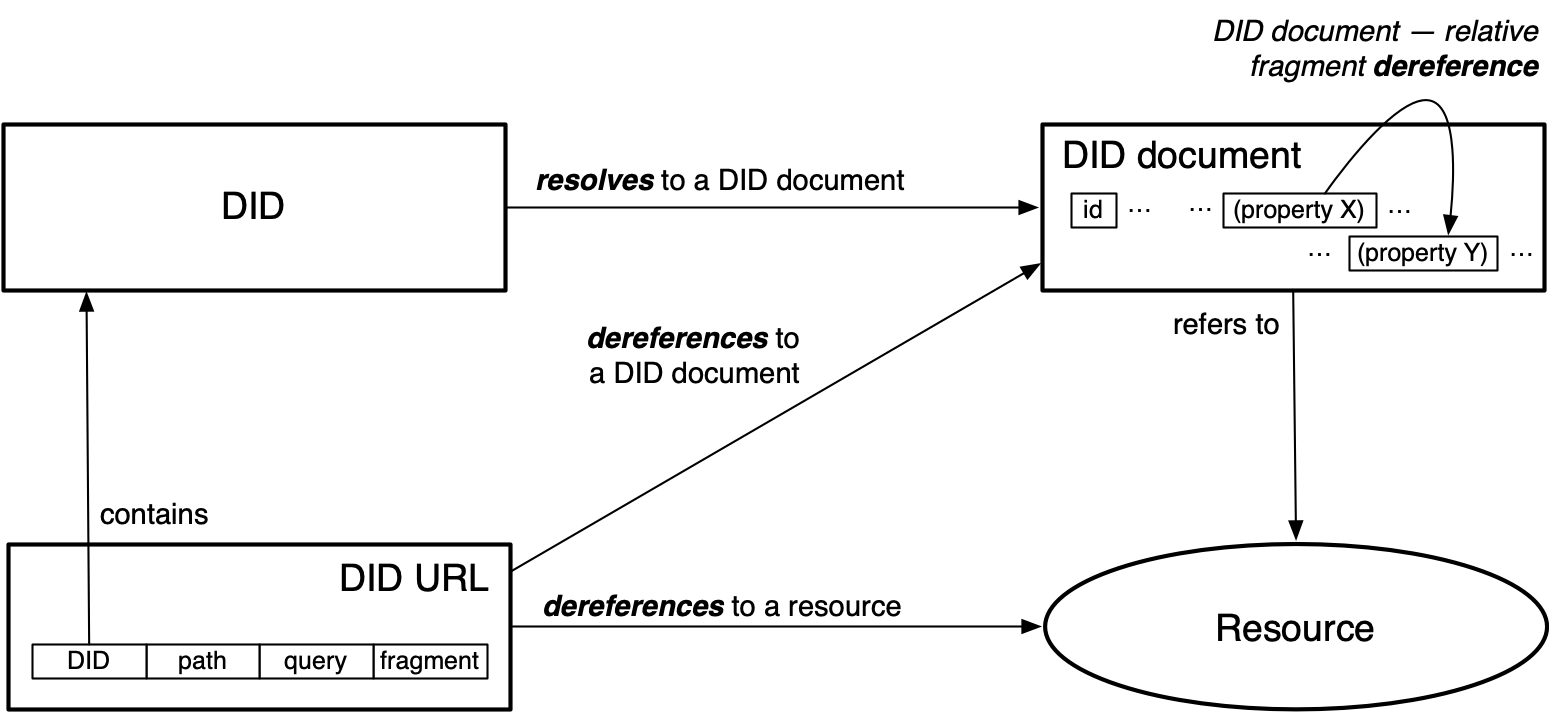 DID document — relative
fragment dereference
DID
resolves to a DID document
DID document
id ... ... (property X) ...
... (property Y) ...
dereferences to
a DID document
refers to
contains
DID URL
DID path query fragment
dereferences to a resource
Resource